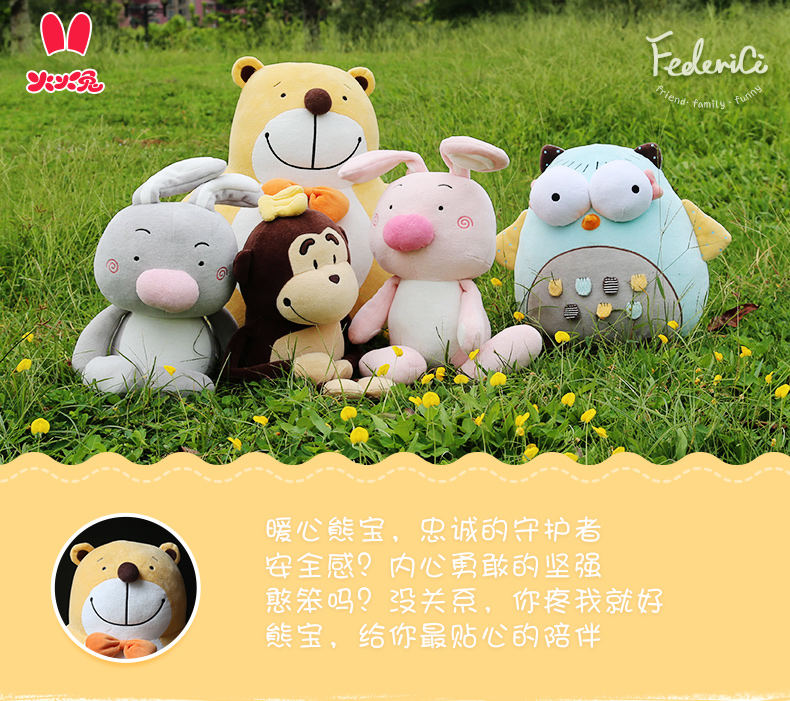 火火兔
FederiCi
friend · family · funny
暖心熊宝，忠诚的守护者
安全感？内心勇敢的坚强
憨笨吗？没关系，你疼我就好
熊宝，给你最贴心的陪伴